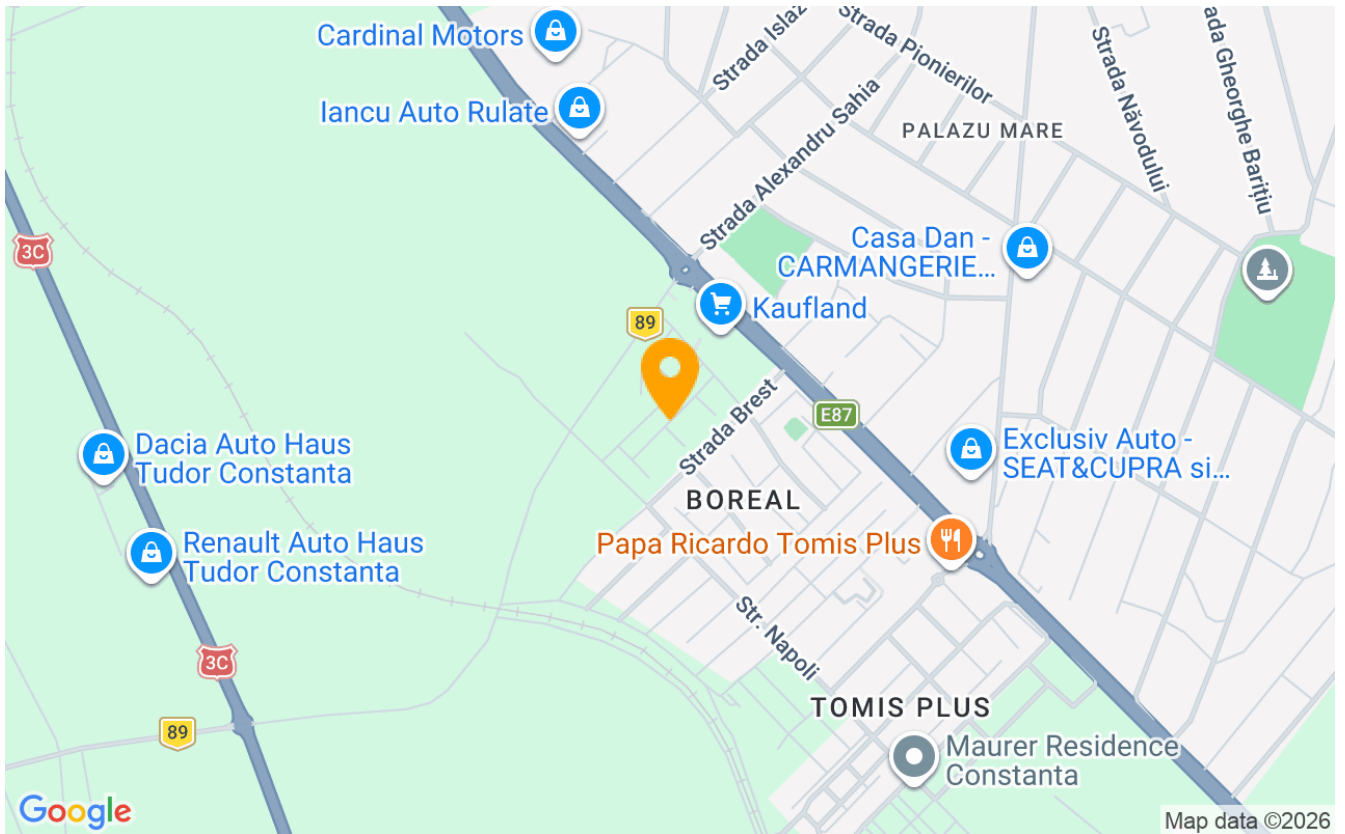 Cardinal Motors
Iancu Auto Rulate
Strada Islaz
Strada Pionierilor
Strada Năvodului
ada Gheorghe Barițiu
Strada Alexandru Sahia
PALAZU MARE
3C
Casa Dan -
CARMANGERIE...
Kaufland
89
Strada Brest
E87
Dacia Auto Haus
Tudor Constanta
Exclusiv Auto -
SEAT&CUPRA si...
BOREAL
Papa Ricardo Tomis Plus
Renault Auto Haus
Tudor Constanta
Str. Napoli
3C
TOMIS PLUS
89
Maurer Residence
Constanta
Google
Map data ©2026